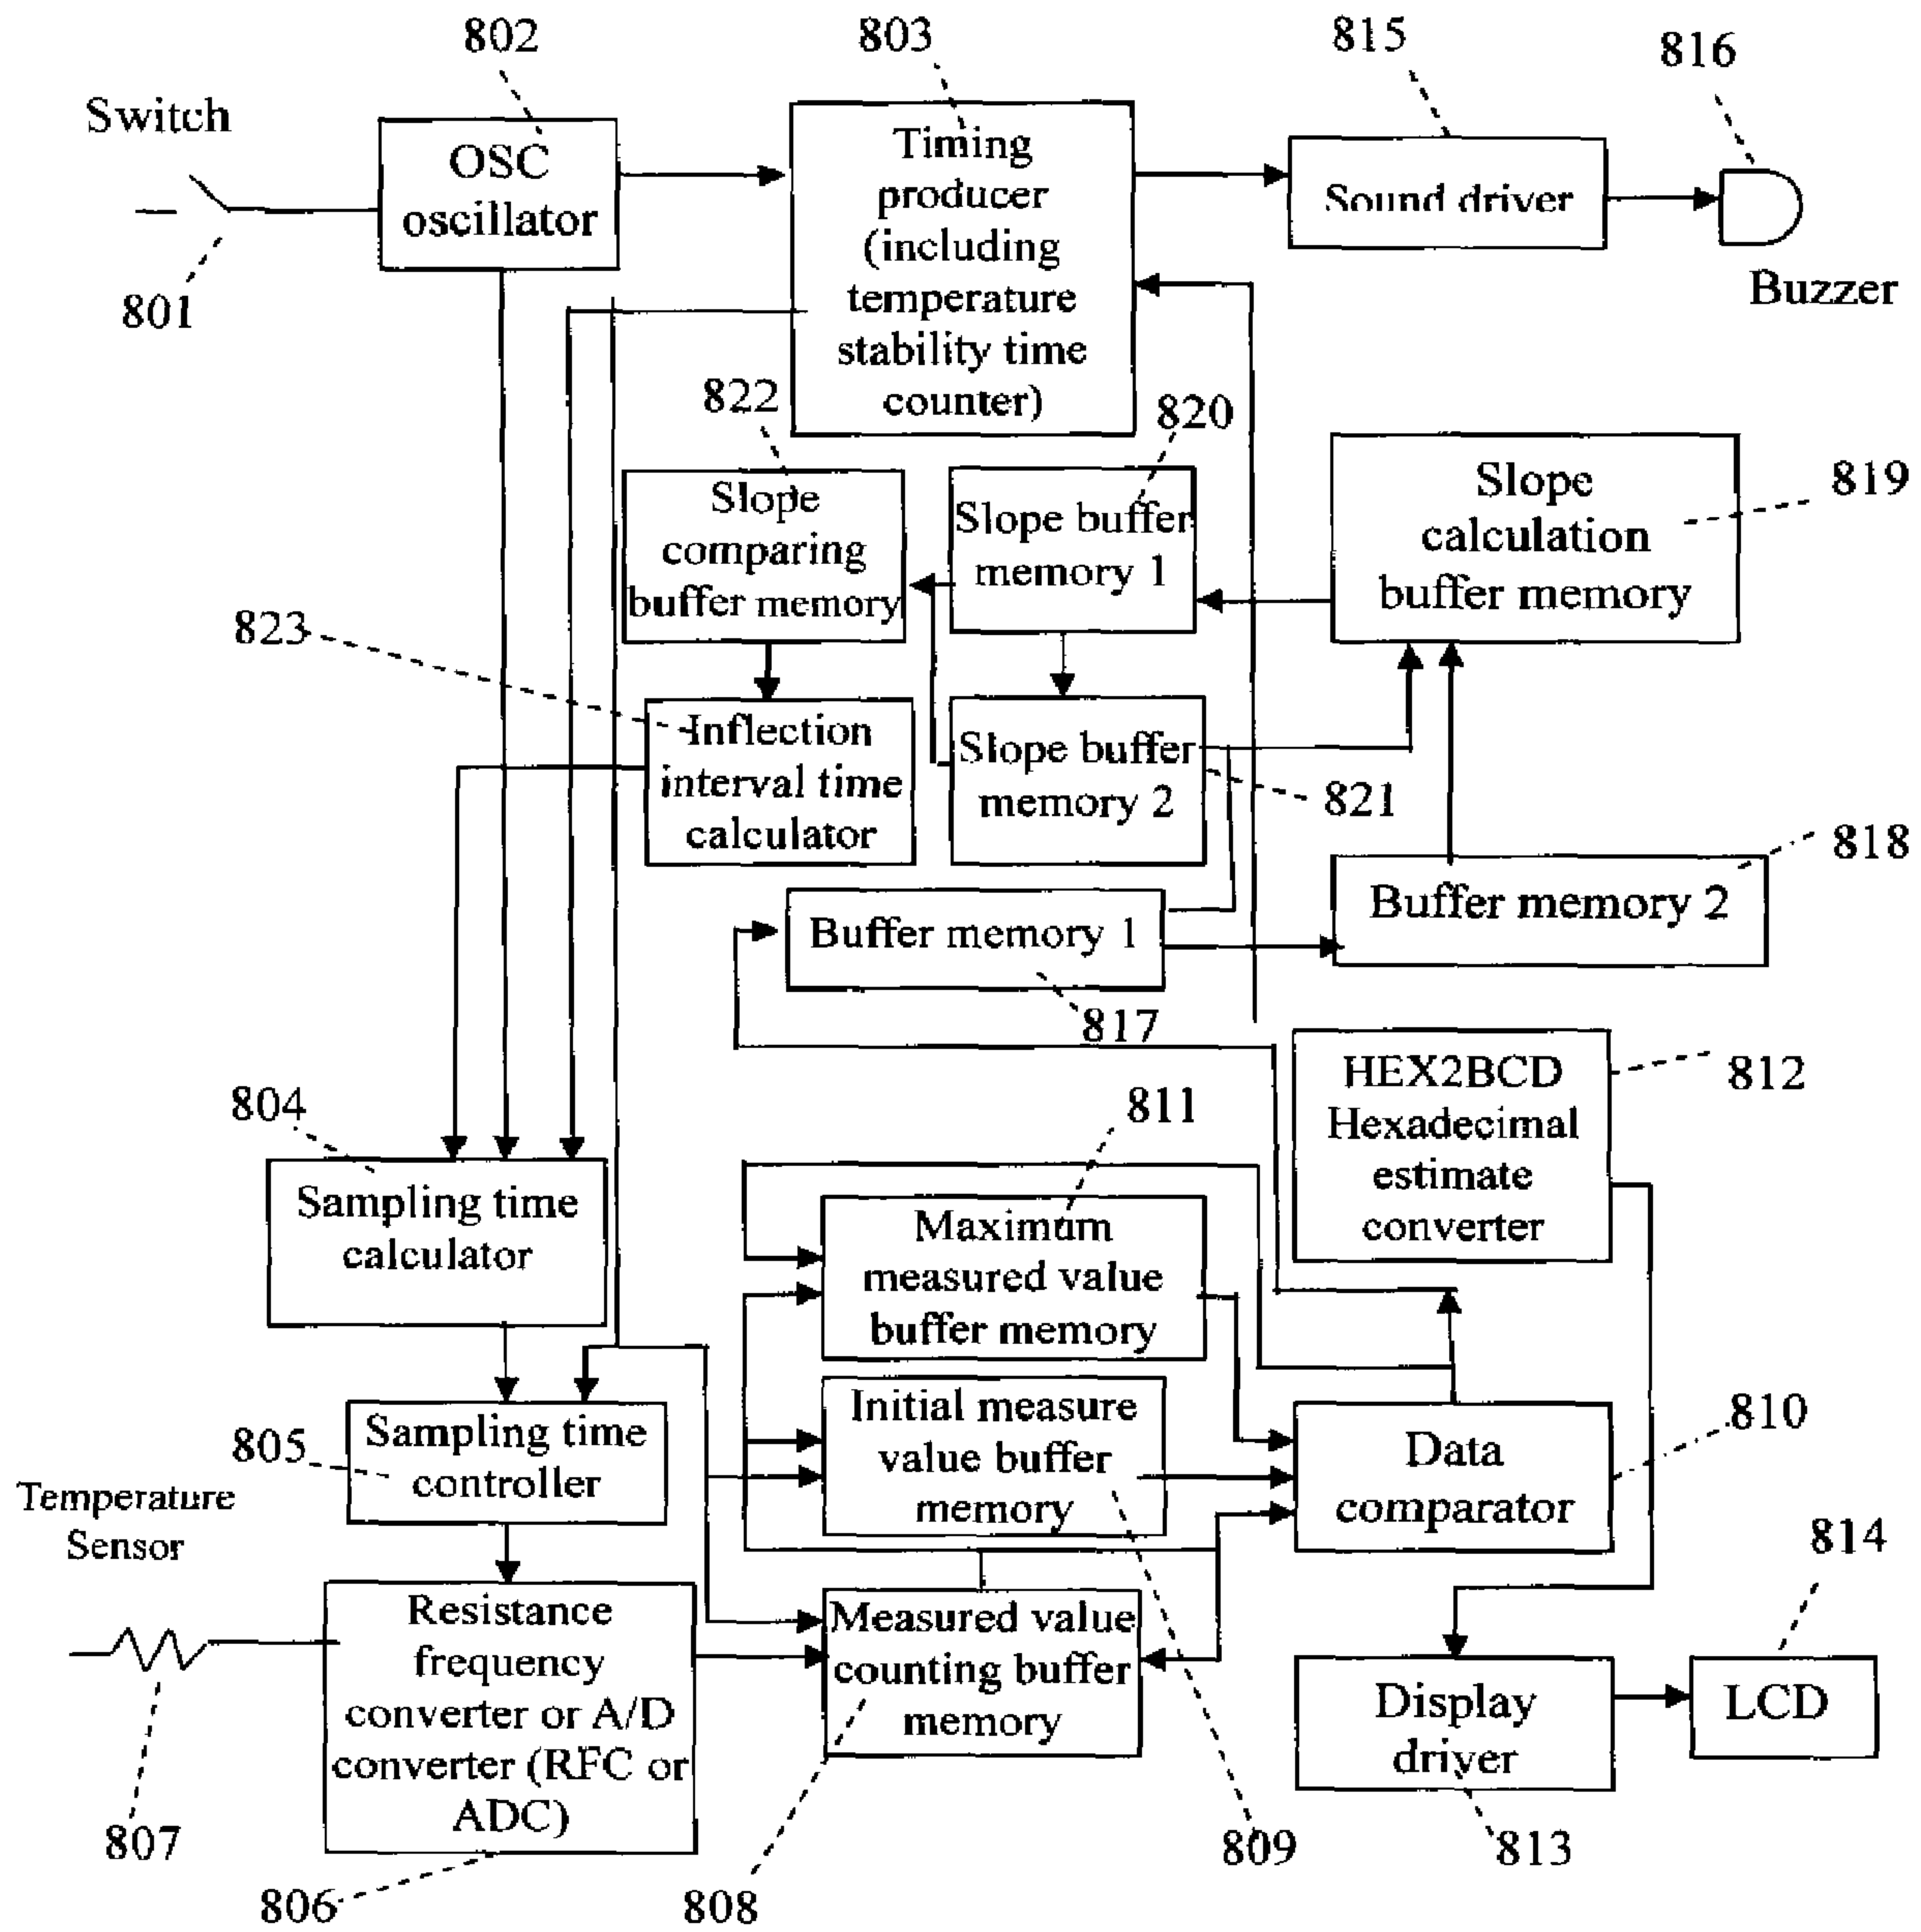 802
803
815
816
Switch
OSC
oscillator
Timing
producer
(including
temperature
stability time
counter)
Sound driver
801
Buzzer
822
820
Slope
comparing
buffer memory
Slope buffer
memory 1
Slope
calculation
buffer memory
819
823
Inflection
interval time
calculator
Slope buffer
memory 2
821
818
Buffer memory 1
Buffer memory 2
817
804
811
HEX2BCD
Hexadecimal
estimate
converter
812
Sampling time
calculator
Maximum
measured value
buffer memory
805
Sampling time
controller
Initial measure
value buffer
memory
Data
comparator
810
Temperature
Sensor
814
Resistance
frequency
converter or A/D
converter (RFC or
ADC)
Measured value
counting buffer
memory
Display
driver
LCD
807
809
813
806
808